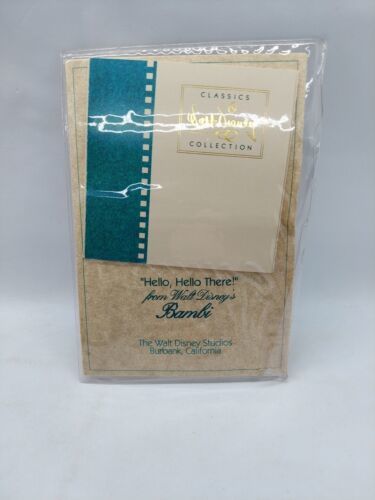 CLASSICS
Walt Disney
COLLECTION
"Hello, Hello There!"
from Walt Disney's
Bambi
The Walt Disney Studios
Burbank, California